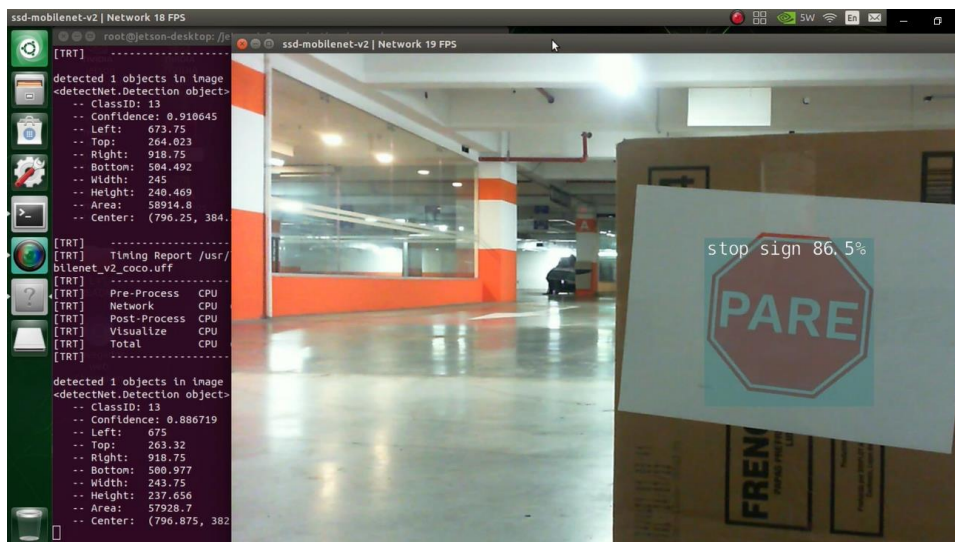 ssd-mobilenet-v2 | Network 18 FPS
5W
En
root@jetson-desktop: /je
[TRT] ------------------
detected 1 objects in image
<detectNet.Detection object>
-- ClassID: 13
-- Confidence: 0.910645
-- Left: 673.75
-- Top: 264.023
-- Right: 918.75
-- Bottom: 504.492
-- Width: 245
-- Height: 240.469
-- Area: 58914.8
-- Center: (796.25, 384.
[TRT] ------------------
[TRT] Timing Report /usr/
bilenet_v2_coco.uff
[TRT] ------------------
[TRT] Pre-Process CPU
[TRT] Network CPU
[TRT] Post-Process CPU
[TRT] Visualize CPU
[TRT] Total CPU
[TRT] ------------------
detected 1 objects in image
<detectNet.Detection object>
-- ClassID: 13
-- Confidence: 0.886719
-- Left: 675
-- Top: 263.32
-- Right: 918.75
-- Bottom: 500.977
-- Width: 243.75
-- Height: 237.656
-- Area: 57928.7
-- Center: (796.875, 382
ssd-mobilenet-v2 | Network 19 FPS
A
stop sign 86.5%
PARE